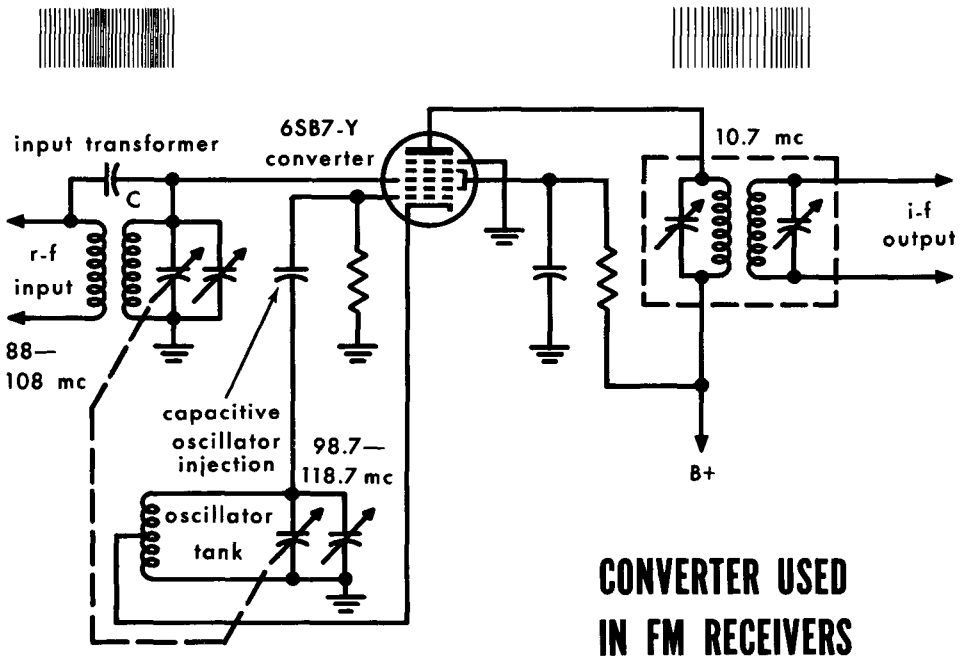 6SB7-Y
converter
input transformer
C
r-f
input
88—
108 mc
10.7 mc
i-f
output
capacitive
oscillator
injection
98.7—
118.7 mc
B+
oscillator
tank
CONVERTER USED
IN FM RECEIVERS